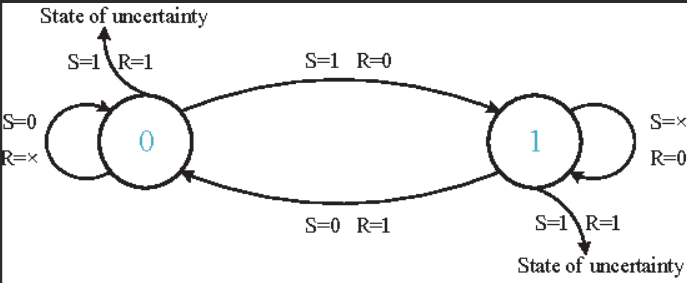 State of uncertainty
S=1 R=1
S=1 R=0
S=0
R=×
0
1
S=×
R=0
S=0 R=1
S=1 R=1
State of uncertainty